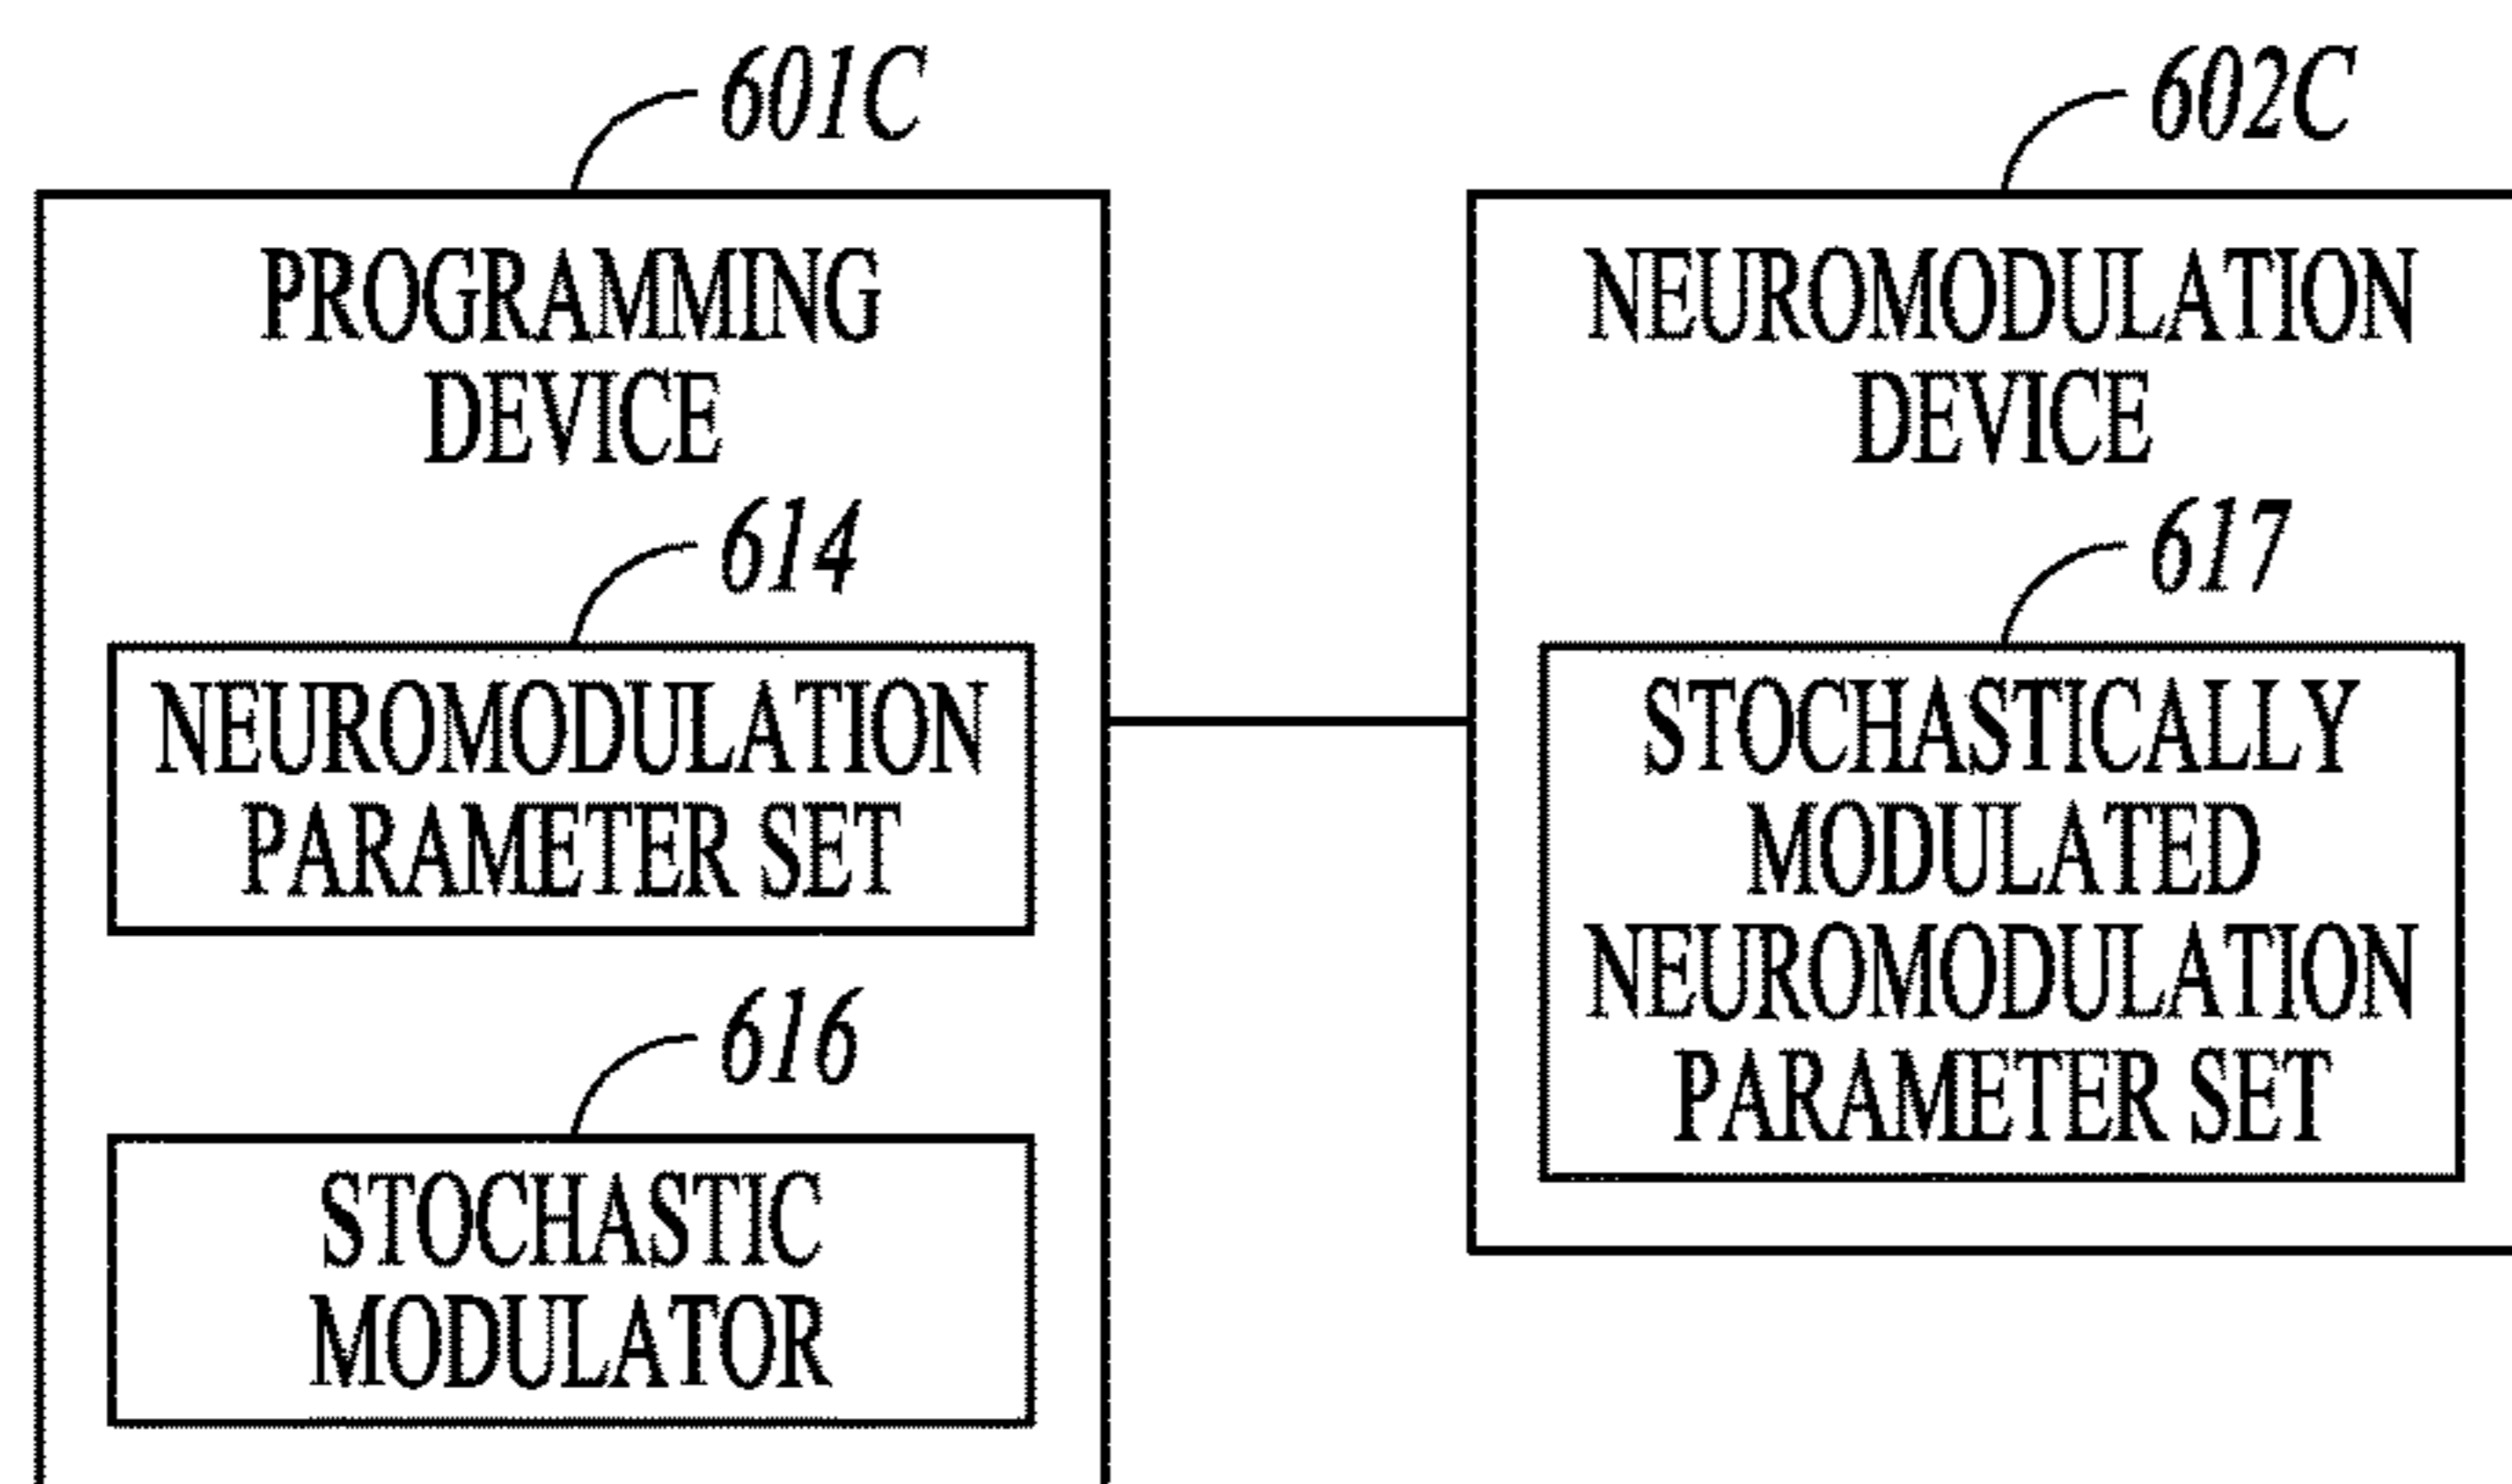 601C
PROGRAMMING
DEVICE
614
NEUROMODULATION
PARAMETER SET
616
STOCHASTIC
MODULATOR
602C
NEUROMODULATION
DEVICE
617
STOCHASTICALLY
MODULATED
NEUROMODULATION
PARAMETER SET